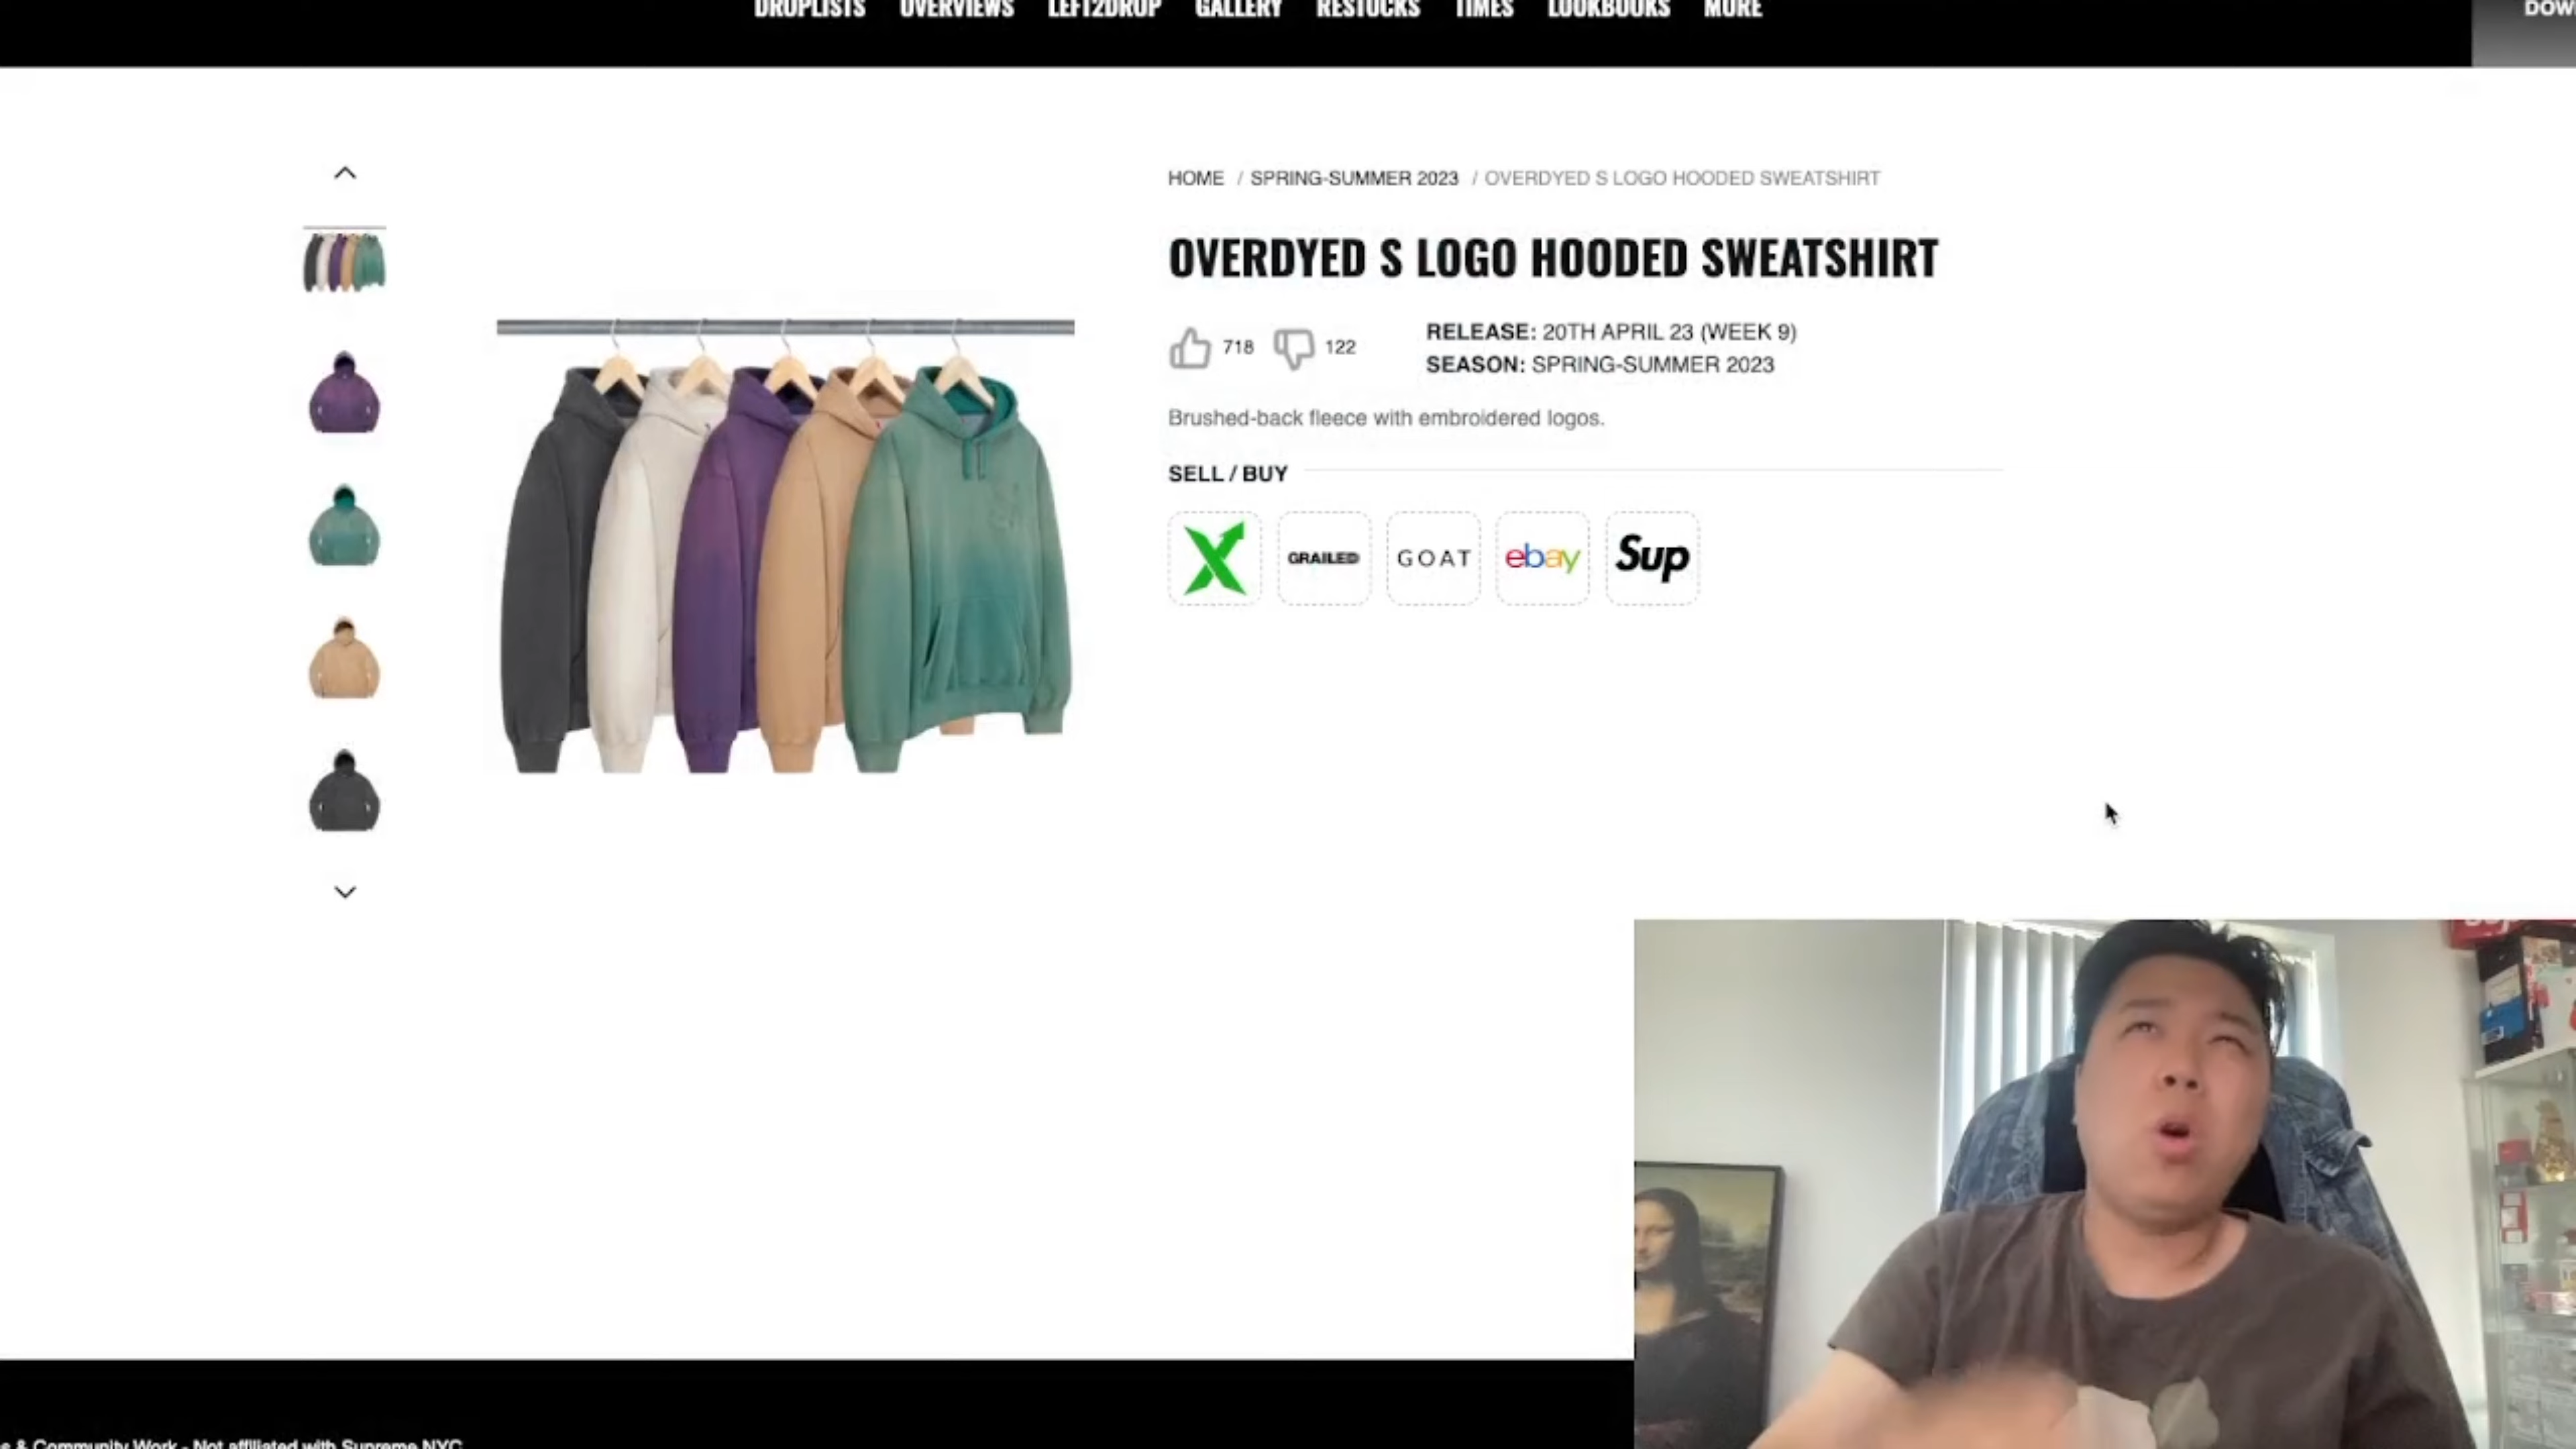 DROPLISTS OVERVIEWS LEFT2DROP GALLERY RESTOCKS TIMES LOOKBOOKS MORE
HOME / SPRING-SUMMER 2023 / OVERDYED S LOGO HOODED SWEATSHIRT
OVERDYED S LOGO HOODED SWEATSHIRT
718 122
RELEASE: 20TH APRIL 23 (WEEK 9)
SEASON: SPRING-SUMMER 2023
Brushed-back fleece with embroidered logos.
SELL / BUY
GRAILED GOAT ebay Sup
& Community Work - Not affiliated with Supreme NYC